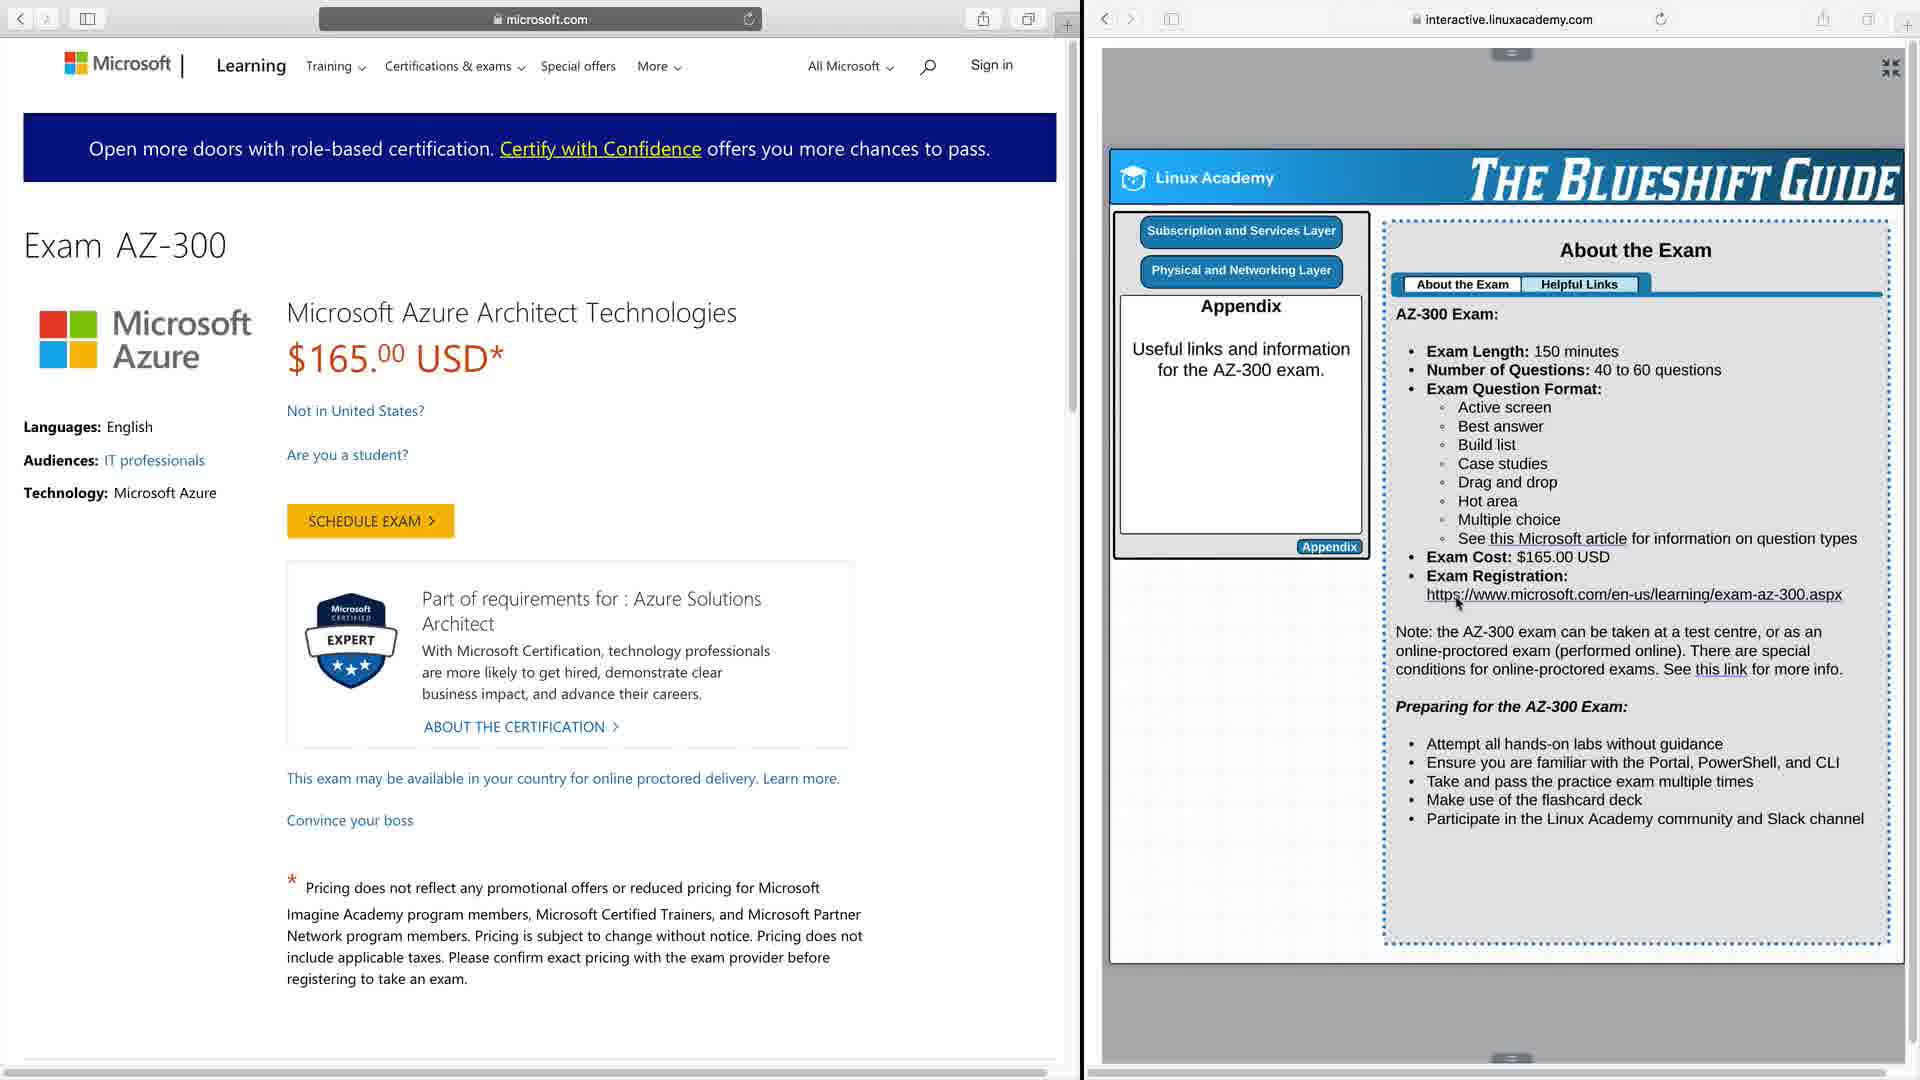 microsoft.com
Microsoft
Learning
Training
Certifications & exams
Special offers
More
All Microsoft
Sign in
Open more doors with role-based certification. Certify with Confidence offers you more chances to pass.
Exam AZ-300
Microsoft
Azure
Languages: English
Audiences: IT professionals
Technology: Microsoft Azure
Microsoft Azure Architect Technologies
$165.00 USD*
Not in United States?
Are you a student?
SCHEDULE EXAM
Microsoft
CERTIFIED
EXPERT
Part of requirements for : Azure Solutions
Architect
With Microsoft Certification, technology professionals
are more likely to get hired, demonstrate clear
business impact, and advance their careers.
ABOUT THE CERTIFICATION
This exam may be available in your country for online proctored delivery. Learn more.
Convince your boss
* Pricing does not reflect any promotional offers or reduced pricing for Microsoft
Imagine Academy program members, Microsoft Certified Trainers, and Microsoft Partner
Network program members. Pricing is subject to change without notice. Pricing does not
include applicable taxes. Please confirm exact pricing with the exam provider before
registering to take an exam.
interactive.linuxacademy.com
Linux Academy
THE BLUESHIFT GUIDE
Subscription and Services Layer
Physical and Networking Layer
Appendix
Useful links and information
for the AZ-300 exam.
Appendix
About the Exam
About the Exam
Helpful Links
AZ-300 Exam:
• Exam Length: 150 minutes
• Number of Questions: 40 to 60 questions
• Exam Question Format:
◦ Active screen
◦ Best answer
◦ Build list
◦ Case studies
◦ Drag and drop
◦ Hot area
◦ Multiple choice
◦ See this Microsoft article for information on question types
• Exam Cost: $165.00 USD
• Exam Registration:
https://www.microsoft.com/en-us/learning/exam-az-300.aspx
Note: the AZ-300 exam can be taken at a test centre, or as an
online-proctored exam (performed online). There are special
conditions for online-proctored exams. See this link for more info.
Preparing for the AZ-300 Exam:
• Attempt all hands-on labs without guidance
• Ensure you are familiar with the Portal, PowerShell, and CLI
• Take and pass the practice exam multiple times
• Make use of the flashcard deck
• Participate in the Linux Academy community and Slack channel